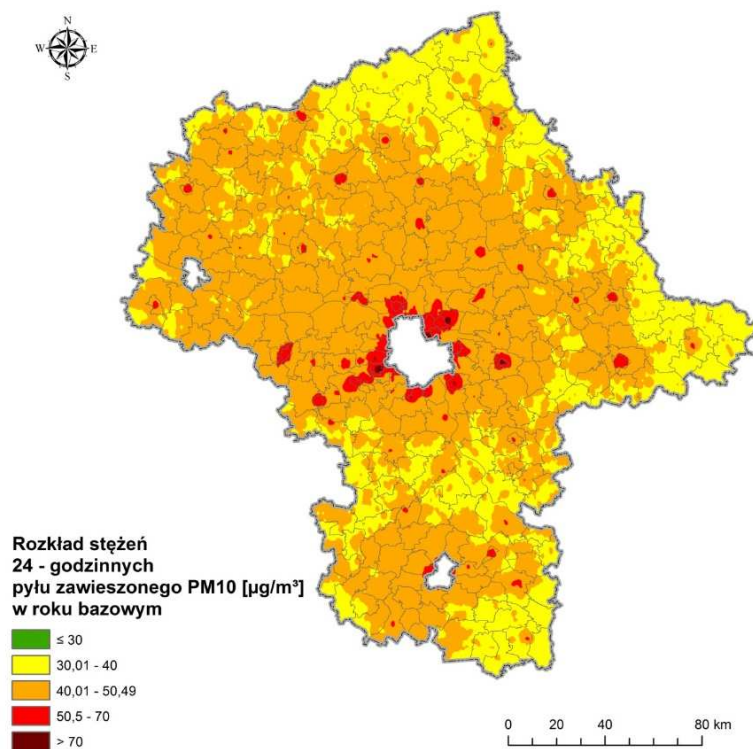 N
W E
S
Rozkład stężeń
24 - godzinnych
pyłu zawieszonego PM10 [µg/m³]
w roku bazowym
≤ 30
30,01 - 40
40,01 - 50,49
50,5 - 70
> 70
0 20 40 80 km